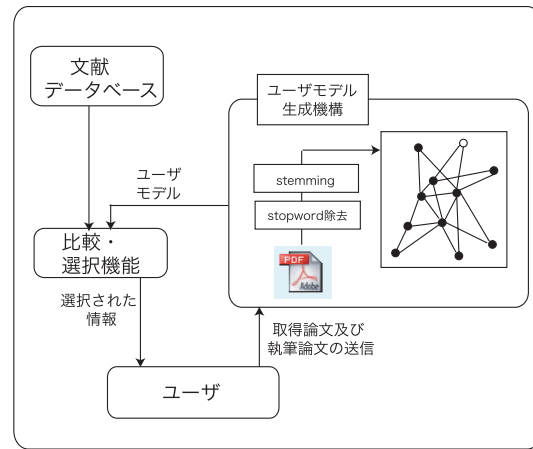 文献
データベース
ユーザモデル
生成機構
ユーザ
モデル
stemming
stopword除去
PDF
Adobe
比較・
選択機能
選択された
情報
取得論文及び
執筆論文の送信
ユーザ